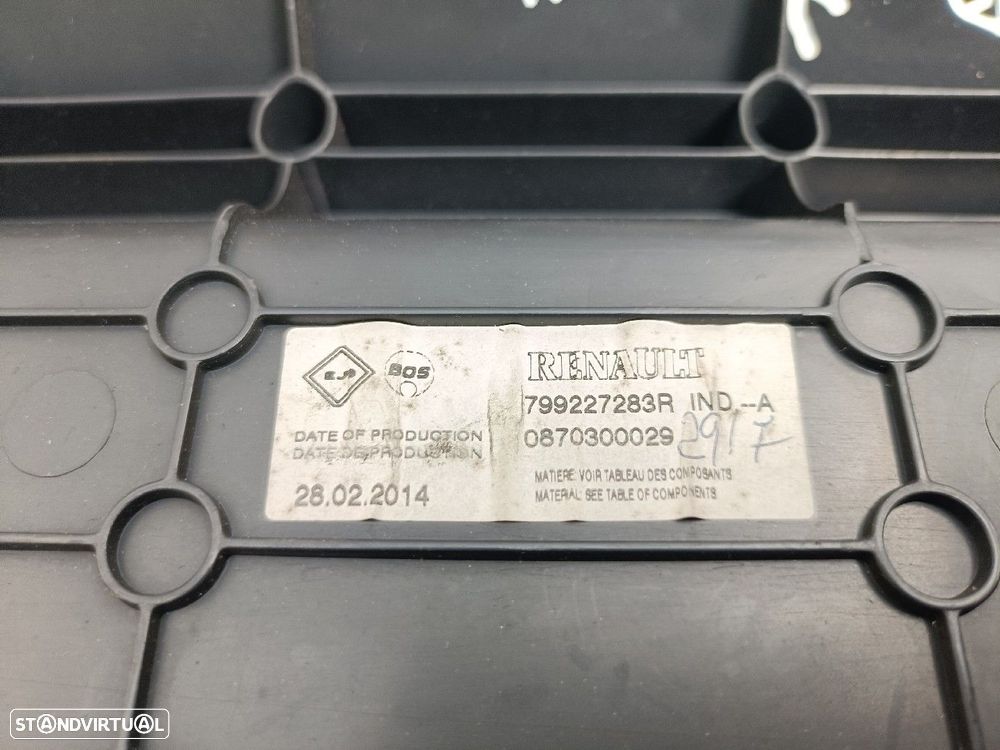 BOS
RENAULT
799227283R IND --A
0870300029 2917
DATE OF PRODUCTION
DATE DE PRODUCTION
28.02.2014
MATIERE: VOIR TABLEAU DES COMPOSANTS
MATERIAL: SEE TABLE OF COMPONENTS
STANDVIRTUAL